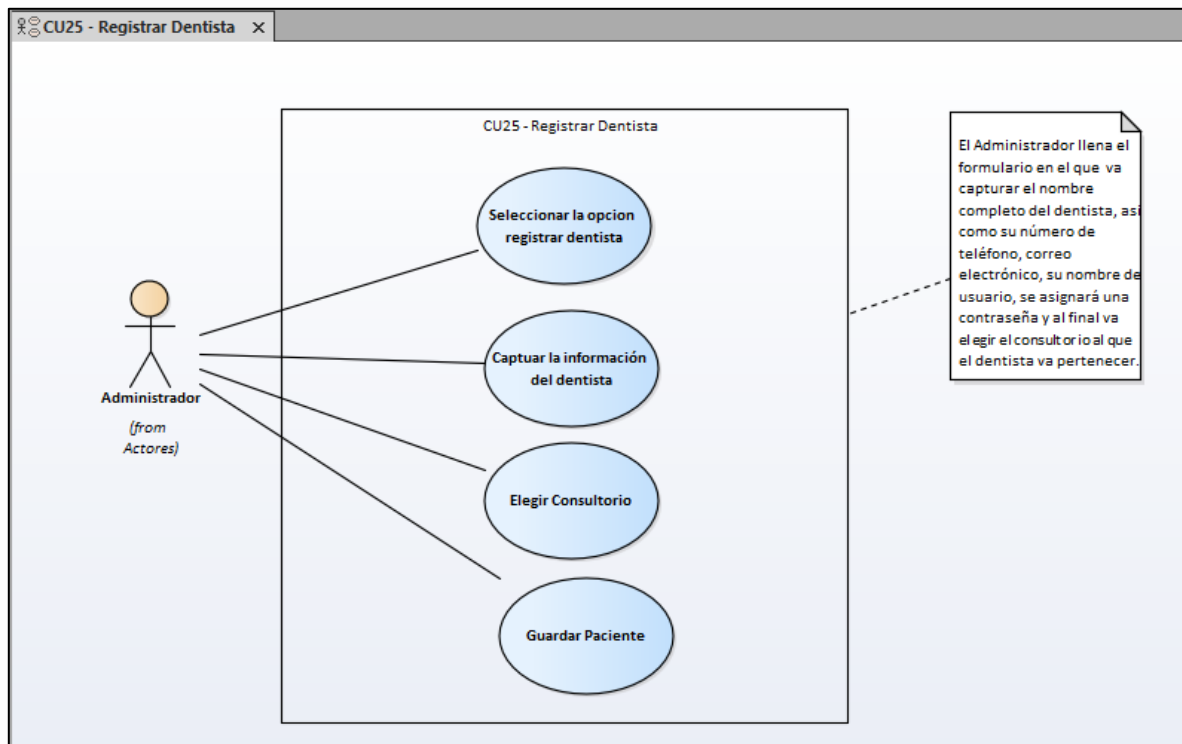 CU25 - Registrar Dentista
CU25 - Registrar Dentista
Seleccionar la opcion
registrar dentista
Captuar la información
del dentista
Elegir Consultorio
Guardar Paciente
Administrador
(from
Actores)
El Administrador llena el
formulario en el que va
capturar el nombre
completo del dentista, asi
como su número de
teléfono, correo
electrónico, su nombre de
usuario, se asignará una
contraseña y al final va
elegir el consultorio al que
el dentista va pertenecer.